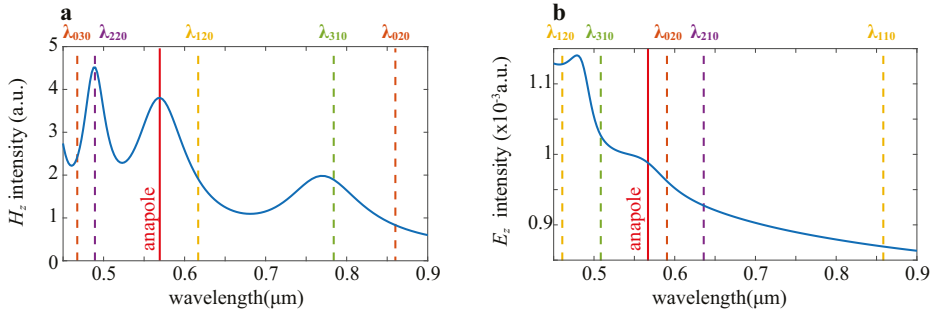 a
λ030 λ220 λ120 λ310 λ020
5
4
3
2
1
0
Hz intensity (a.u.)
anapole
0.5 0.6 0.7 0.8 0.9
wavelength(μm)
b
λ120 λ310 λ020 λ210 λ110
1.1
1
0.9
Ez intensity (x10-3a.u.)
anapole
0.5 0.6 0.7 0.8 0.9
wavelength(μm)